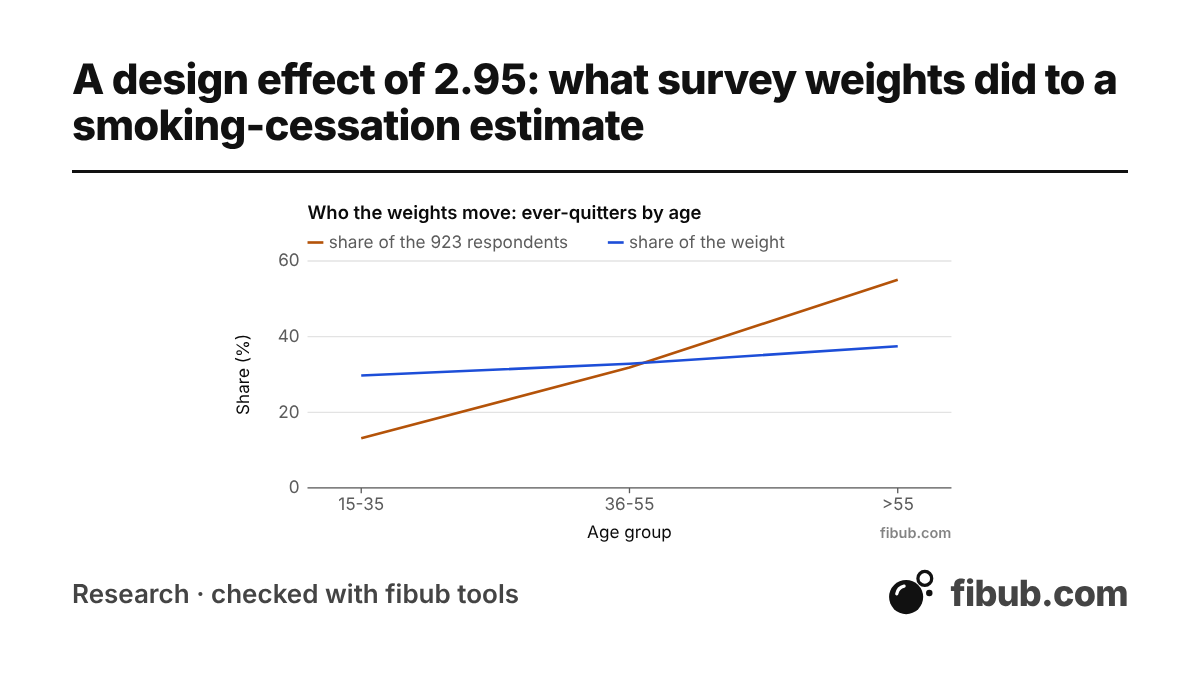 A design effect of 2.95: what survey weights did to a
smoking-cessation estimate
Who the weights move: ever-quitters by age
share of the 923 respondents share of the weight
60
40
20
0
Share (%)
15-35 36-55 >55
Age group
fibub.com
Research · checked with fibub tools
fibub.com